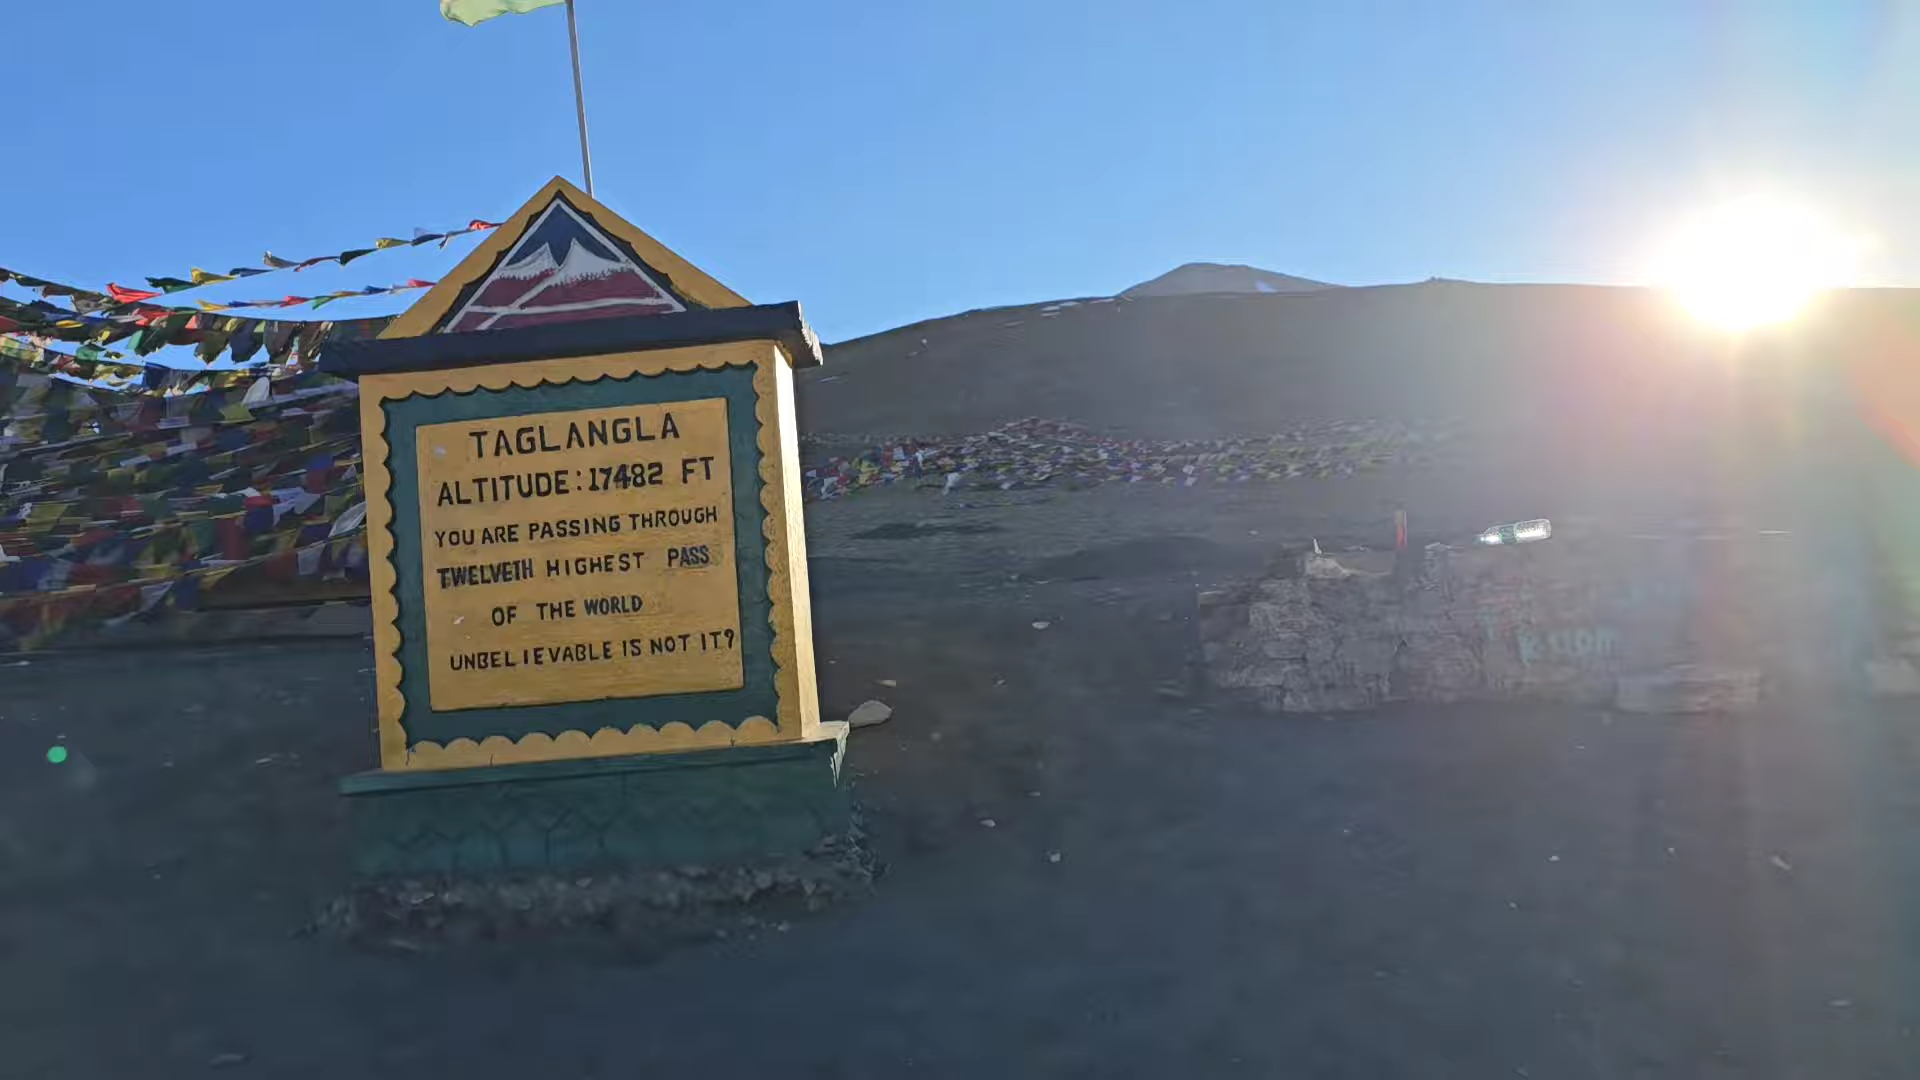 TAGLANGLA
ALTITUDE: 17482 FT
YOU ARE PASSING THROUGH
TWELVETH HIGHEST PASS
OF THE WORLD
UNBELIEVABLE IS NOT IT?